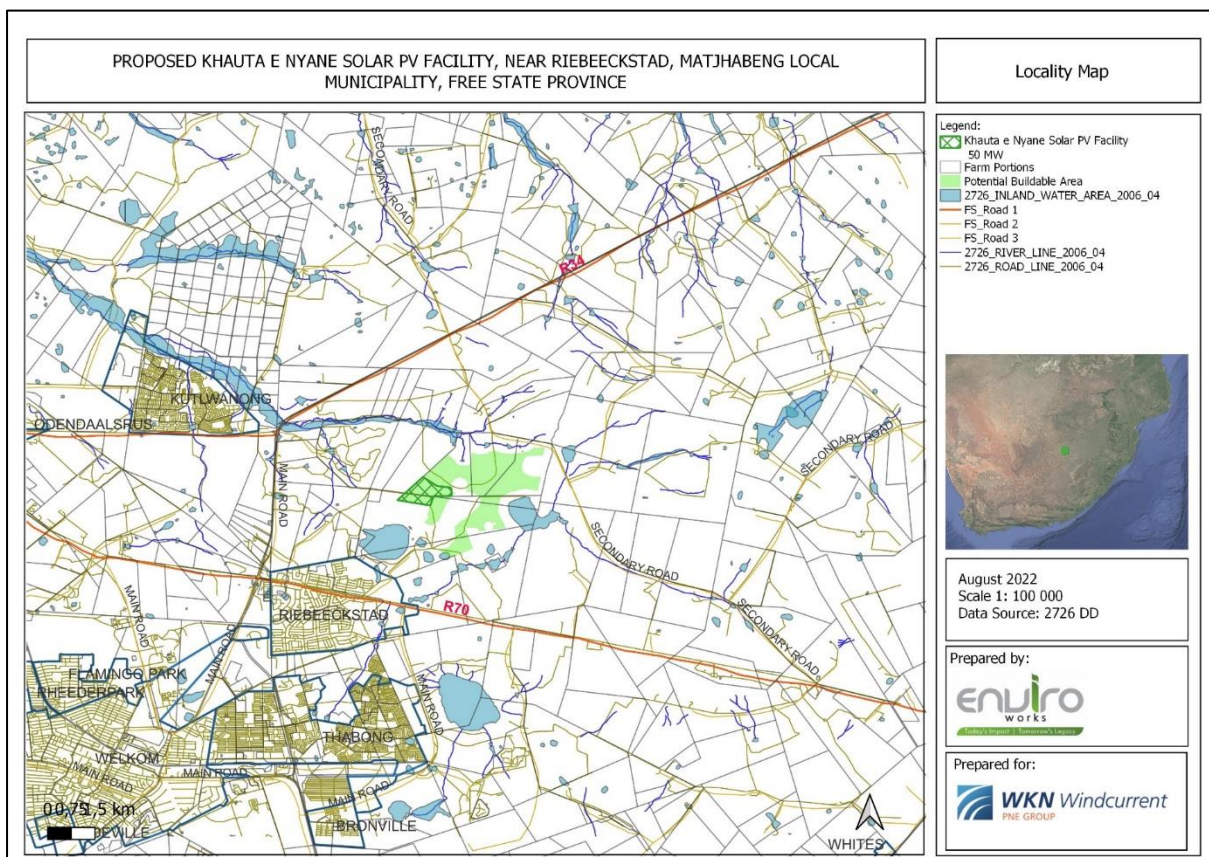 PROPOSED KHAUTA E NYANE SOLAR PV FACILITY, NEAR RIEBEECKSTAD, MATJHABENG LOCAL
MUNICIPALITY, FREE STATE PROVINCE
Locality Map
Legend:
Khauta e Nyane Solar PV Facility
50 MW
Farm Portions
Potential Buildable Area
2726_INLAND_WATER_AREA_2006_04
FS_Road 1
FS_Road 2
FS_Road 3
2726_RIVER_LINE_2006_04
2726_ROAD_LINE_2006_04
SECONDARY ROAD
R34
KUTLWANONG
ODENDAALSRUS
MAIN ROAD
SECONDARY ROAD
SECONDARY ROAD
SECONDARY ROAD
RIEBEECKSTAD
R70
MAIN ROAD
MAIN ROAD
MAIN ROAD
FLAMINGO PARK
RHEEDERPARK
THABONG
WELKOM
MAIN ROAD
MAIN ROAD
MAIN ROAD
BRONVILLE
WHITES
00,751,5 km
EVILLE
August 2022
Scale 1: 100 000
Data Source: 2726 DD
Prepared by:
enviro
works
Today's Impact | Tomorrow's Legacy
Prepared for:
WKN Windcurrent
PNE GROUP